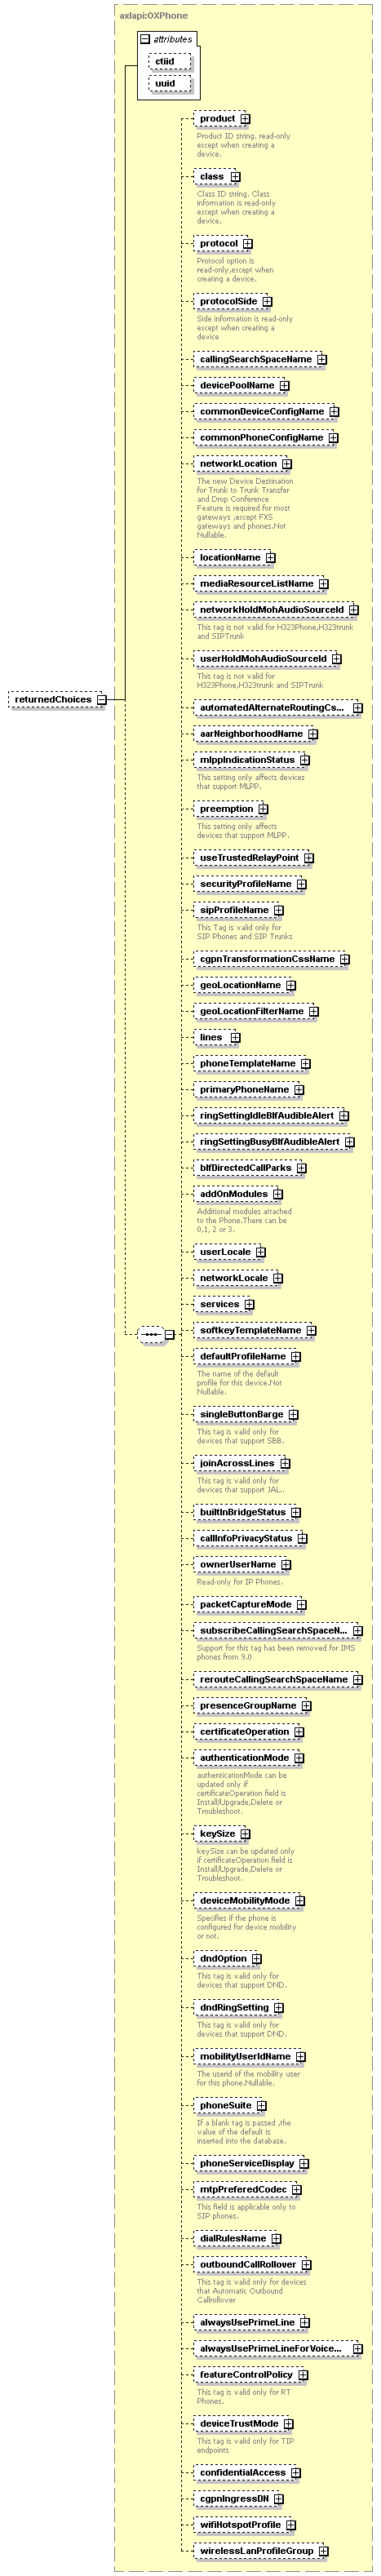 axlapi:OXPhone
attributes
ctiid
uuid
product
Product ID string. read-only
except when creating a
device.
class
Class ID string. Class
information is read-only
except when creating a
device.
protocol
Protocol option is
read-only,except when
creating a device.
protocolSide
Side information is read-only
except when creating a
device
callingSearchSpaceName
devicePoolName
commonDeviceConfigName
commonPhoneConfigName
networkLocation
The new Device Destination
for Trunk to Trunk Transfer
and Drop Conference
Feature is required for most
gateways ,except FXS
gateways and phones.Not
Nullable.
locationName
mediaResourceListName
networkHoldMohAudioSourceId
This tag is not valid for H323Phone,H323trunk
and SIPTrunk
userHoldMohAudioSourceId
This tag is not valid for
H323Phone,H323trunk and SIPTrunk
returnedChoices
automatedAlternateRoutingCs...
aarNeighborhoodName
mlppIndicationStatus
This setting only affects devices
that support MLPP.
preemption
This setting only affects
devices that support MLPP.
useTrustedRelayPoint
securityProfileName
sipProfileName
This Tag is valid only for
SIP Phones and SIP Trunks
cgpnTransformationCssName
geoLocationName
geoLocationFilterName
lines
phoneTemplateName
primaryPhoneName
ringSettingIdleBlfAudibleAlert
ringSettingBusyBlfAudibleAlert
blfDirectedCallParks
addOnModules
Additional modules attached
to the Phone.There can be
0,1, 2 or 3.
userLocale
networkLocale
services
softkeyTemplateName
defaultProfileName
The name of the default
profile for this device.Not
Nullable.
singleButtonBarge
This tag is valid only for
devices that support SBB.
joinAcrossLines
This tag is valid only for
devices that support JAL..
builtInBridgeStatus
callInfoPrivacyStatus
ownerUserName
Read-only for IP Phones.
packetCaptureMode
subscribeCallingSearchSpaceN...
Support for this tag has been removed for IMS
phones from 9.0
rerouteCallingSearchSpaceName
presenceGroupName
certificateOperation
authenticationMode
authenticationMode can be
updated only if
certificateOperation field is
Install/Upgrade,Delete or
Troubleshoot.
keySize
keySize can be updated only
if certificateOperation field is
Install/Upgrade,Delete or
Troubleshoot.
deviceMobilityMode
Specifies if the phone is
configured for device mobility
or not.
dndOption
This tag is valid only for
devices that support DND.
dndRingSetting
This tag is valid only for
devices that support DND.
mobilityUserIdName
The userid of the mobility user
for this phone.Nullable.
phoneSuite
If a blank tag is passed ,the
value of the default is
inserted into the database.
phoneServiceDisplay
mtpPreferedCodec
This field is applicable only to
SIP phones.
dialRulesName
outboundCallRollover
This tag is valid only for devices
that Automatic Outbound
Callrollover
alwaysUsePrimeLine
alwaysUsePrimeLineForVoice...
featureControlPolicy
This tag is valid only for RT
Phones.
deviceTrustMode
This tag is valid only for TIP
endpoints
confidentialAccess
cgpnIngressDN
wifiHotspotProfile
wirelessLanProfileGroup